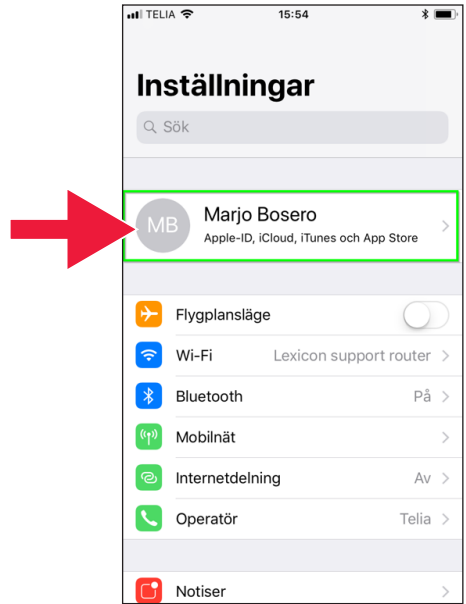 TELIA 15:54
Inställningar
Sök
MB Marjo Bosero
Apple-ID, iCloud, iTunes och App Store
Flygplansläge
Wi-Fi Lexicon support router
Bluetooth På
Mobilnät
Internetdelning Av
Operatör Telia
Notiser